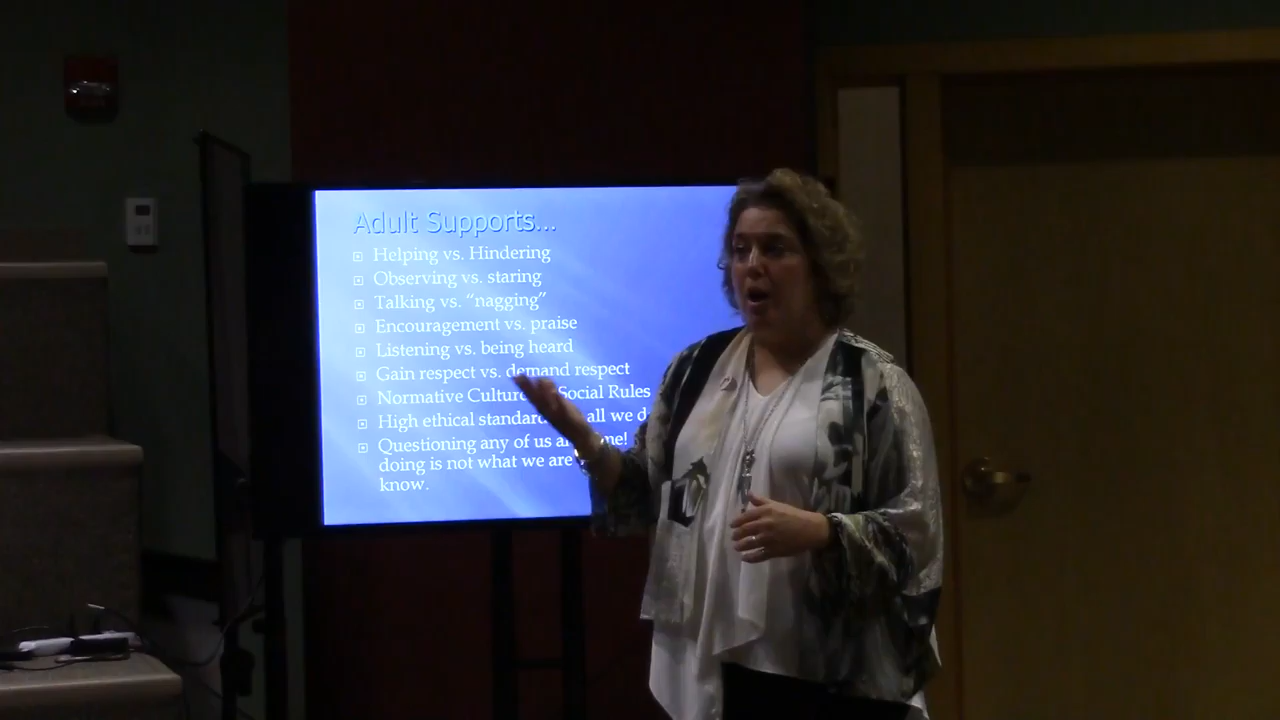 Adult Supports...
Helping vs. Hindering
Observing vs. staring
Talking vs. “nagging”
Encouragement vs. praise
Listening vs. being heard
Gain respect vs. demand respect
Normative Culture Social Rules
High ethical standard all we
Questioning any of us
doing is not what we are
know.